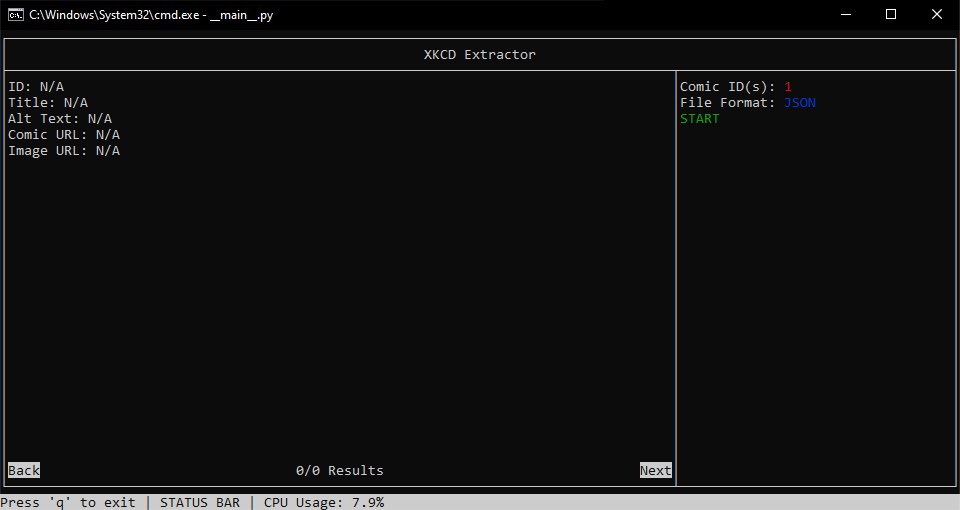 C:\Windows\System32\cmd.exe - __main__.py
XKCD Extractor
ID: N/A
Title: N/A
Alt Text: N/A
Comic URL: N/A
Image URL: N/A
Comic ID(s): 1
File Format: JSON
START
Back 0/0 Results Next
Press 'q' to exit | STATUS BAR | CPU Usage: 7.9%